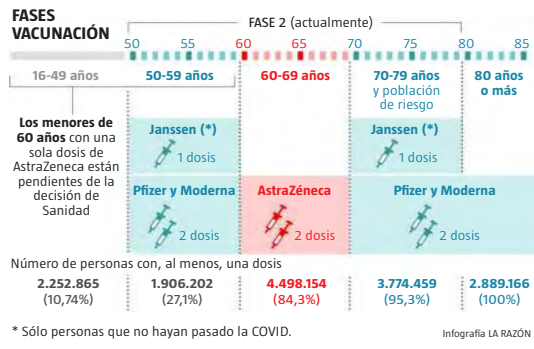 FASES
VACUNACIÓN
FASE 2 (actualmente)
50 60 65 70 80 85
16-49 años
50-59 años
60-69 años
70-79 años
y población
de riesgo
80 años
o más
Los menores de
60 años con una
sola dosis de
AstraZeneca están
pendientes de la
decisión de
Sanidad
Janssen (*)
1 dosis
Janssen (*)
1 dosis
Pfizer y Moderna
2 dosis
AstraZéneca
2 dosis
Pfizer y Moderna
2 dosis
Número de personas con, al menos, una dosis
2.252.865
(10,74%)
1.906.202
(27,1%)
4.498.154
(84,3%)
3.774.459
(95,3%)
2.889.166
(100%)
* Sólo personas que no hayan pasado la COVID.
Infografía LA RAZÓN